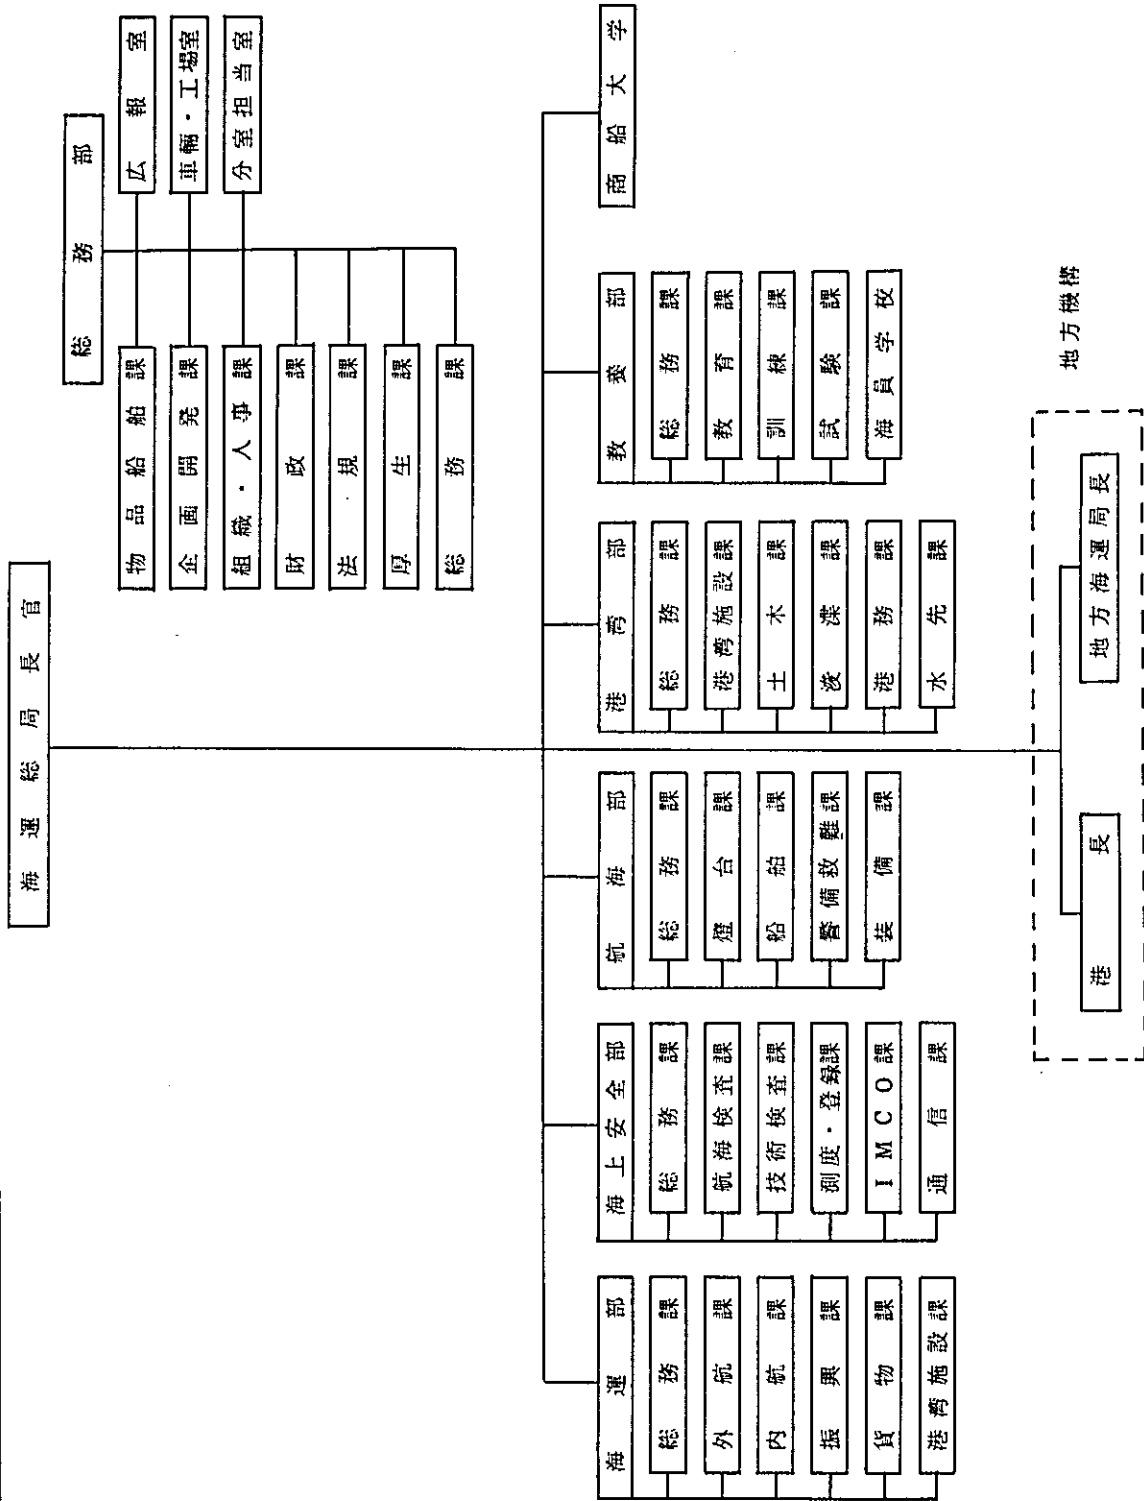 海運総局長官
総務部
物品船舶課
広報室
企画開発課
車輛・工場室
組織・人事課
分室担当室
財政課
法規課
厚生課
総務課
海運部
総務課
外航課
内航課
振興課
貨物課
港湾施設課
海上安全部
総務課
航海検査課
技術検査課
測度・登録課
IMCO課
通信課
航海部
総務課
燈台課
船舶課
警備救難課
装備課
港湾部
総務課
港湾施設課
土木課
浚渫課
港務課
水先課
教養部
総務課
教育課
訓練課
試験課
海員学校
商船大学
地方機構
港長
地方海運局長